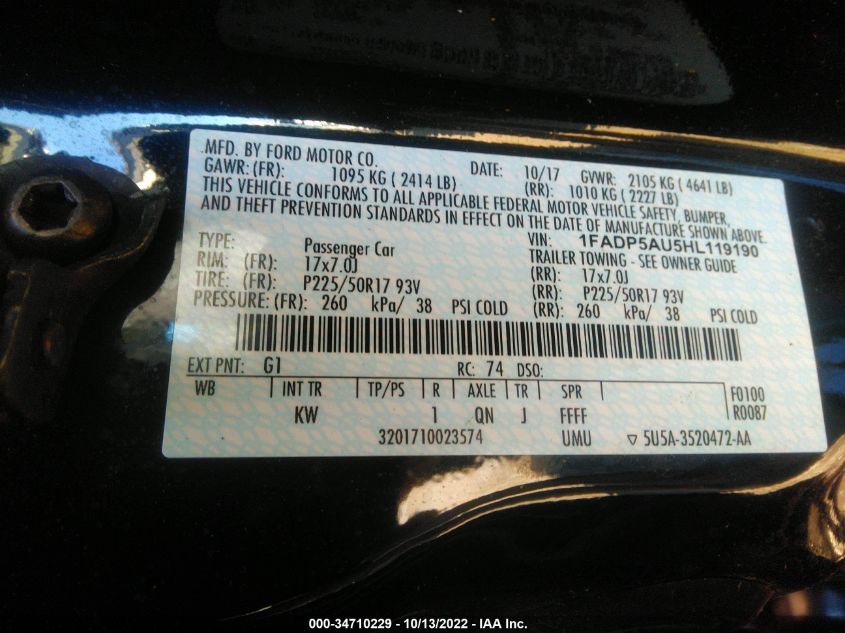 MFD. BY FORD MOTOR CO. DATE: 10/17 GVWR: 2105 KG ( 4641 LB)
GAWR: (FR): 1095 KG ( 2414 LB) (RR): 1010 KG ( 2227 LB)
THIS VEHICLE CONFORMS TO ALL APPLICABLE FEDERAL MOTOR VEHICLE SAFETY, BUMPER,
AND THEFT PREVENTION STANDARDS IN EFFECT ON THE DATE OF MANUFACTURE SHOWN ABOVE.
VIN: 1FADP5AU5HL119190
TYPE: Passenger Car TRAILER TOWING - SEE OWNER GUIDE
RIM: (FR): 17x7.0J (RR): 17x7.0J
TIRE: (FR): P225/50R17 93V (RR): P225/50R17 93V
PRESSURE: (FR): 260 kPa/ 38 PSI COLD (RR): 260 kPa/ 38 PSI COLD
EXT PNT: G1 RC: 74 DSO:
WB INT TR TP/PS R AXLE TR SPR F0100
KW 1 QN J FFFF R0087
3201710023574 UMU ▽ 5U5A-3520472-AA
000-34710229 - 10/13/2022 - IAA Inc.